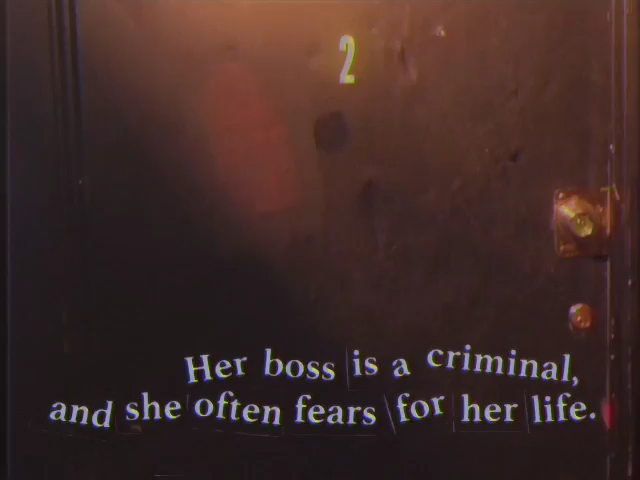 2
Her boss is a criminal,
and she often fears for her life.